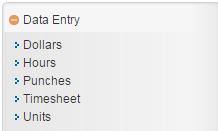 Data Entry
Dollars
Hours
Punches
Timesheet
Units